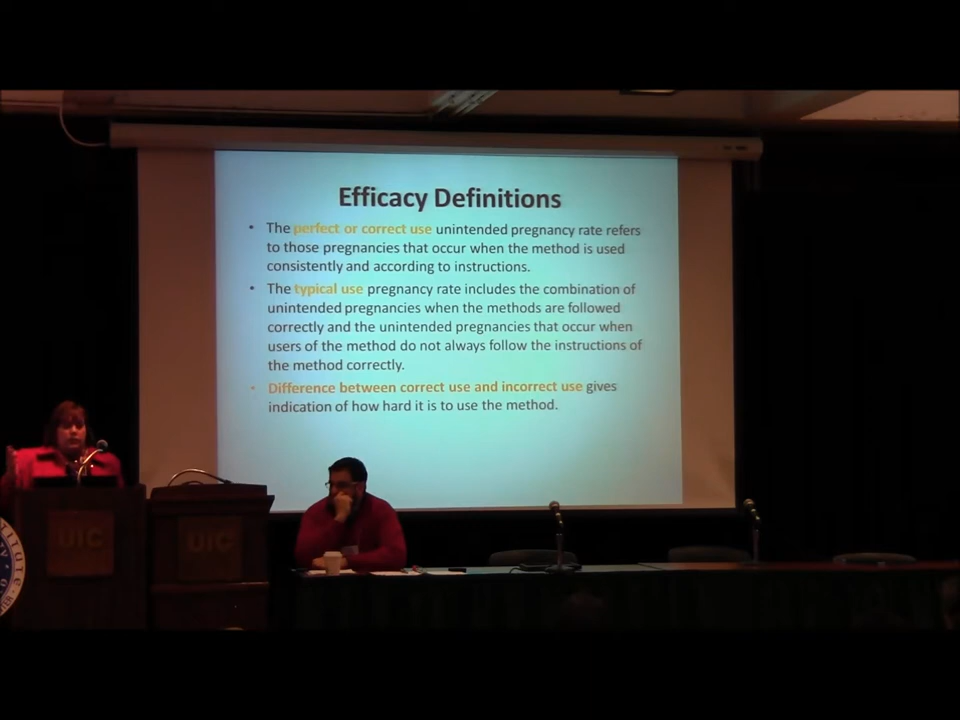 Efficacy Definitions
• The perfect or correct use unintended pregnancy rate refers
to those pregnancies that occur when the method is used
consistently and according to instructions.
• The typical use pregnancy rate includes the combination of
unintended pregnancies when the methods are followed
correctly and the unintended pregnancies that occur when
users of the method do not always follow the instructions of
the method correctly.
• Difference between correct use and incorrect use gives
indication of how hard it is to use the method.
UIC
UIC